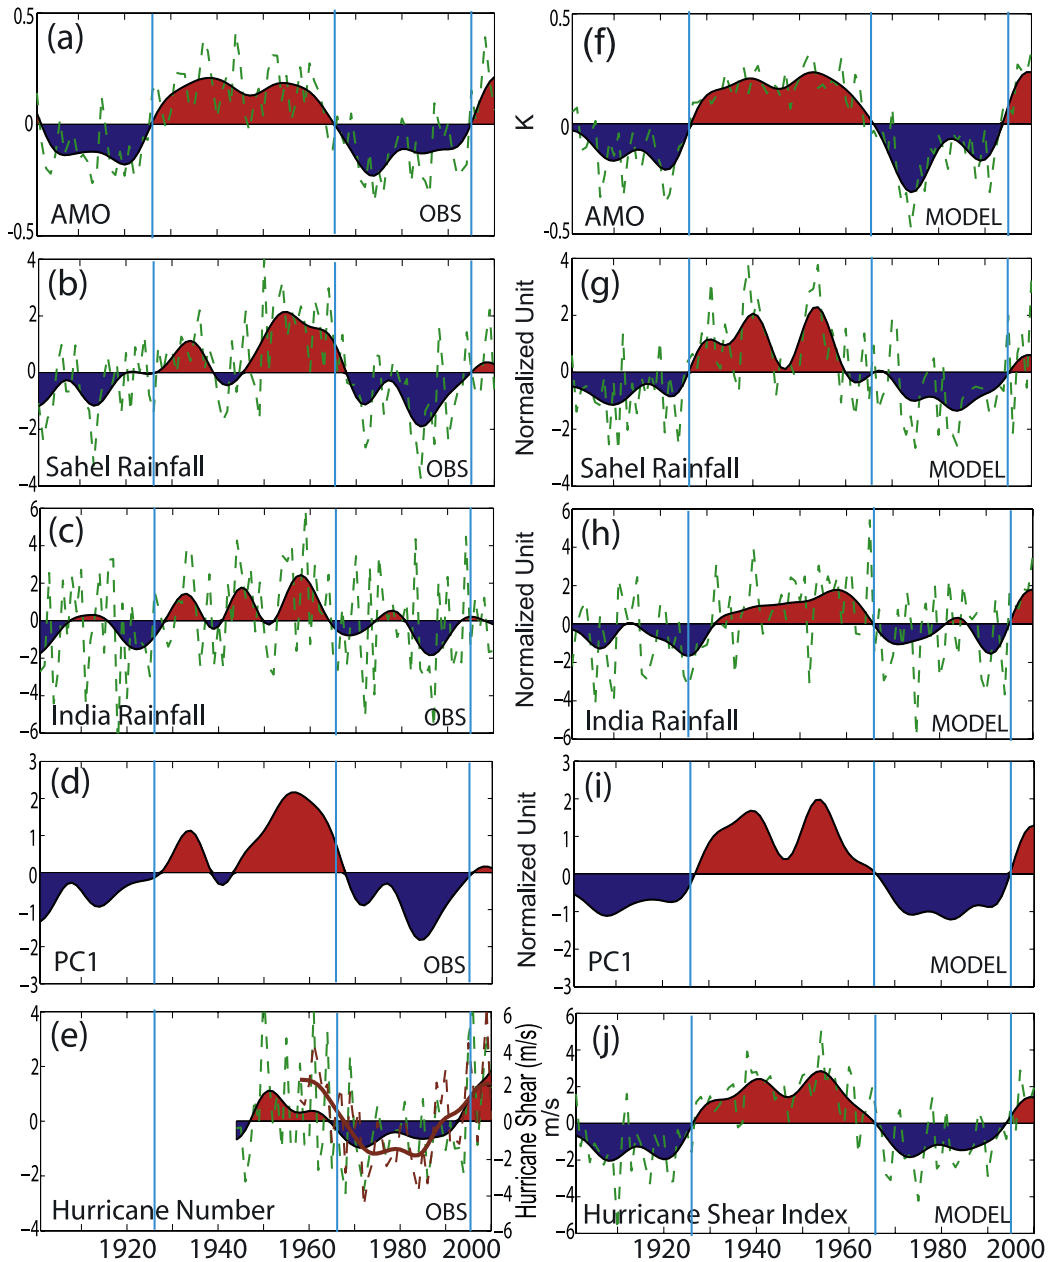 (a)
0.5
0
-0.5
AMO
OBS
(f)
0.5
0
-0.5
K
AMO
MODEL
(b)
4
2
0
−2
−4
Sahel Rainfall
OBS
(g)
4
2
0
−2
−4
Normalized Unit
Sahel Rainfall
MODEL
(c)
6
4
2
0
−2
−4
−6
India Rainfall
OBS
(h)
6
4
2
0
−2
−4
−6
Normalized Unit
India Rainfall
MODEL
(d)
3
2
1
0
−1
−2
−3
PC1
OBS
(i)
3
2
1
0
−1
−2
−3
Normalized Unit
PC1
MODEL
(e)
4
2
0
−2
−4
6
4
2
0
−2
−4
−6
Hurricane Shear (m/s)
Hurricane Number
OBS
1920 1940 1960 1980 2000
(j)
6
4
2
0
−2
−4
−6
m/s
Hurricane Shear Index
MODEL
1920 1940 1960 1980 2000